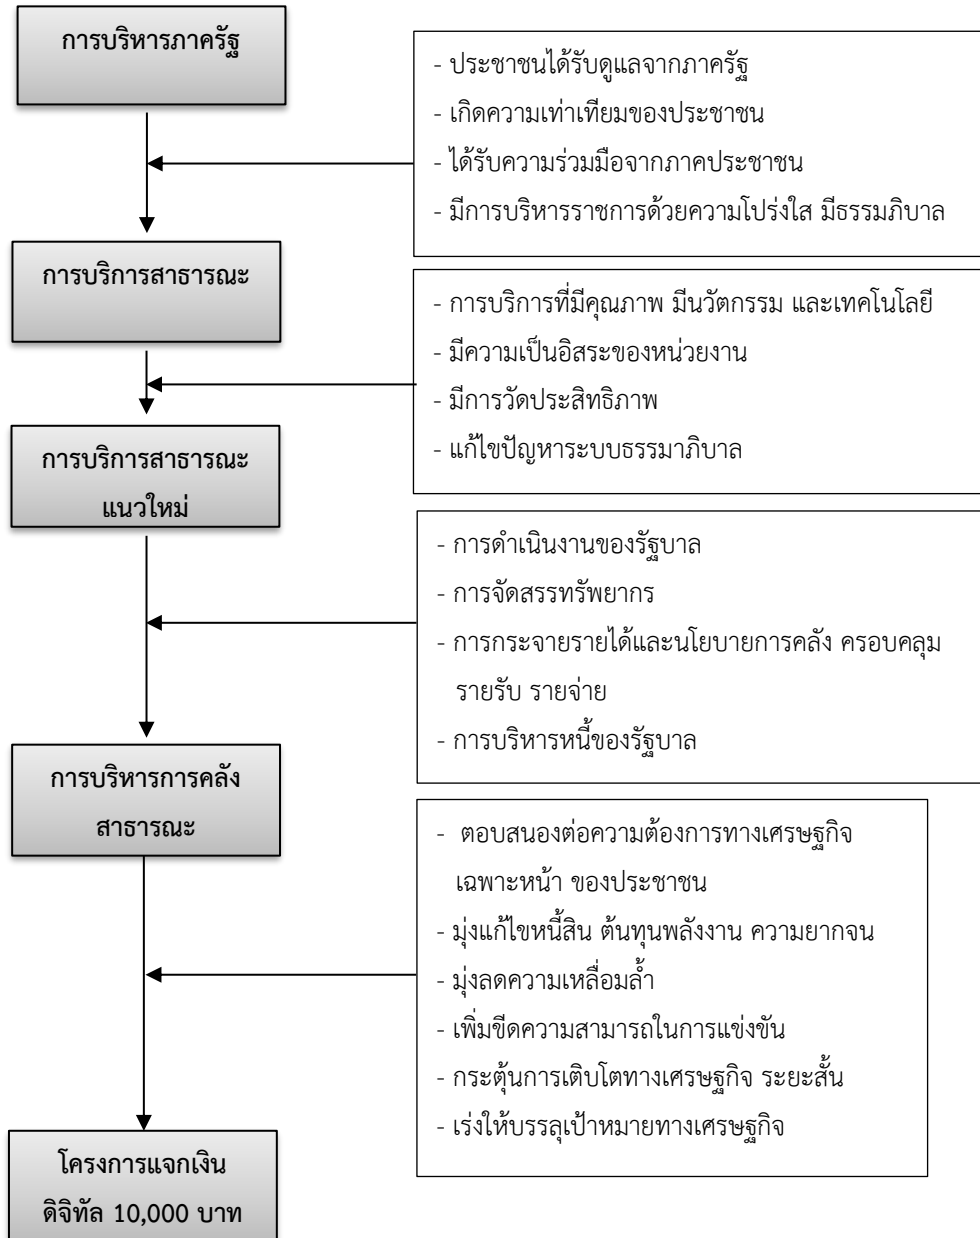 การบริหารภาครัฐ
- ประชาชนได้รับดูแลจากภาครัฐ
- เกิดความเท่าเทียมของประชาชน
- ได้รับความร่วมมือจากภาคประชาชน
- มีการบริหารราชการด้วยความโปร่งใส มีธรรมภิบาล
การบริการสาธารณะ
- การบริการที่มีคุณภาพ มีนวัตกรรม และเทคโนโลยี
- มีความเป็นอิสระของหน่วยงาน
- มีการวัดประสิทธิภาพ
- แก้ไขปัญหาระบบธรรมาภิบาล
การบริการสาธารณะ
แนวใหม่
- การดำเนินงานของรัฐบาล
- การจัดสรรทรัพยากร
- การกระจายรายได้และนโยบายการคลัง ครอบคลุม
รายรับ รายจ่าย
- การบริหารหนี้ของรัฐบาล
การบริหารการคลัง
สาธารณะ
- ตอบสนองต่อความต้องการทางเศรษฐกิจ
เฉพาะหน้า ของประชาชน
- มุ่งแก้ไขหนี้สิน ต้นทุนพลังงาน ความยากจน
- มุ่งลดความเหลื่อมล้ำ
- เพิ่มขีดความสามารถในการแข่งขัน
- กระตุ้นการเติบโตทางเศรษฐกิจ ระยะสั้น
- เร่งให้บรรลุเป้าหมายทางเศรษฐกิจ
โครงการแจกเงิน
ดิจิทัล 10,000 บาท